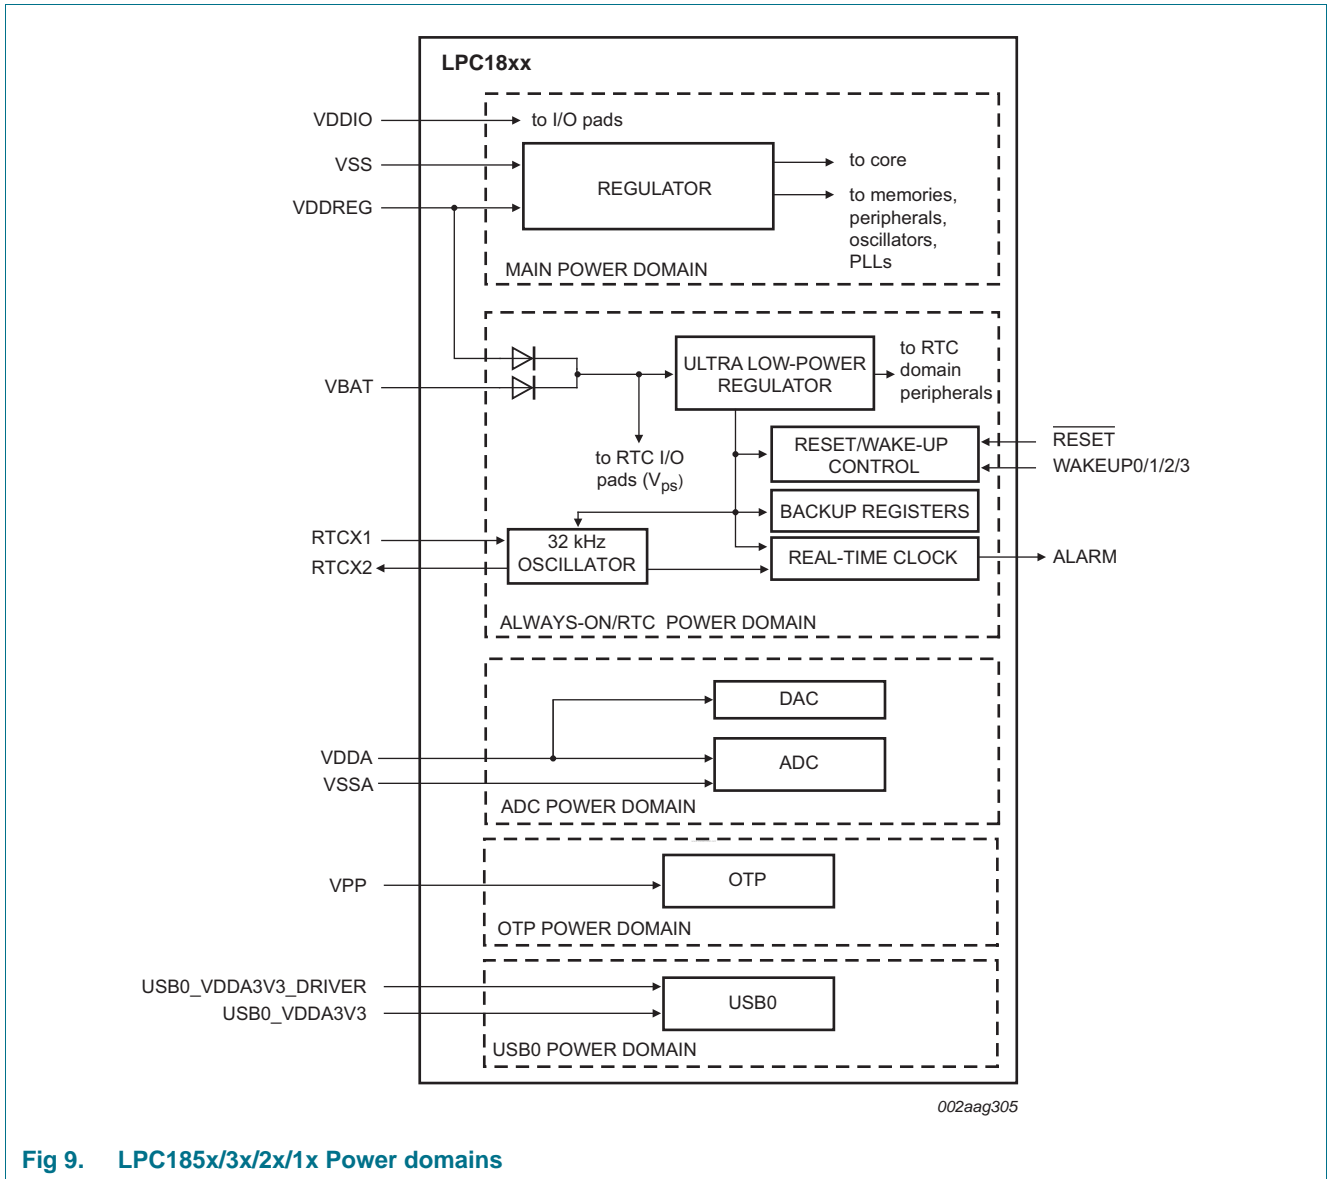 LPC18xx
VDDIO
to I/O pads
VSS
REGULATOR
to core
VDDREG
to memories,
peripherals,
oscillators,
PLLs
MAIN POWER DOMAIN
VBAT
ULTRA LOW-POWER
REGULATOR
to RTC
domain
peripherals
to RTC I/O
pads (Vps)
RESET/WAKE-UP
CONTROL
RESET
WAKEUP0/1/2/3
BACKUP REGISTERS
RTCX1
RTCX2
32 kHz
OSCILLATOR
REAL-TIME CLOCK
ALARM
ALWAYS-ON/RTC POWER DOMAIN
DAC
VDDA
VSSA
ADC
ADC POWER DOMAIN
VPP
OTP
OTP POWER DOMAIN
USB0_VDDA3V3_DRIVER
USB0_VDDA3V3
USB0
USB0 POWER DOMAIN
002aag305
Fig 9. LPC185x/3x/2x/1x Power domains